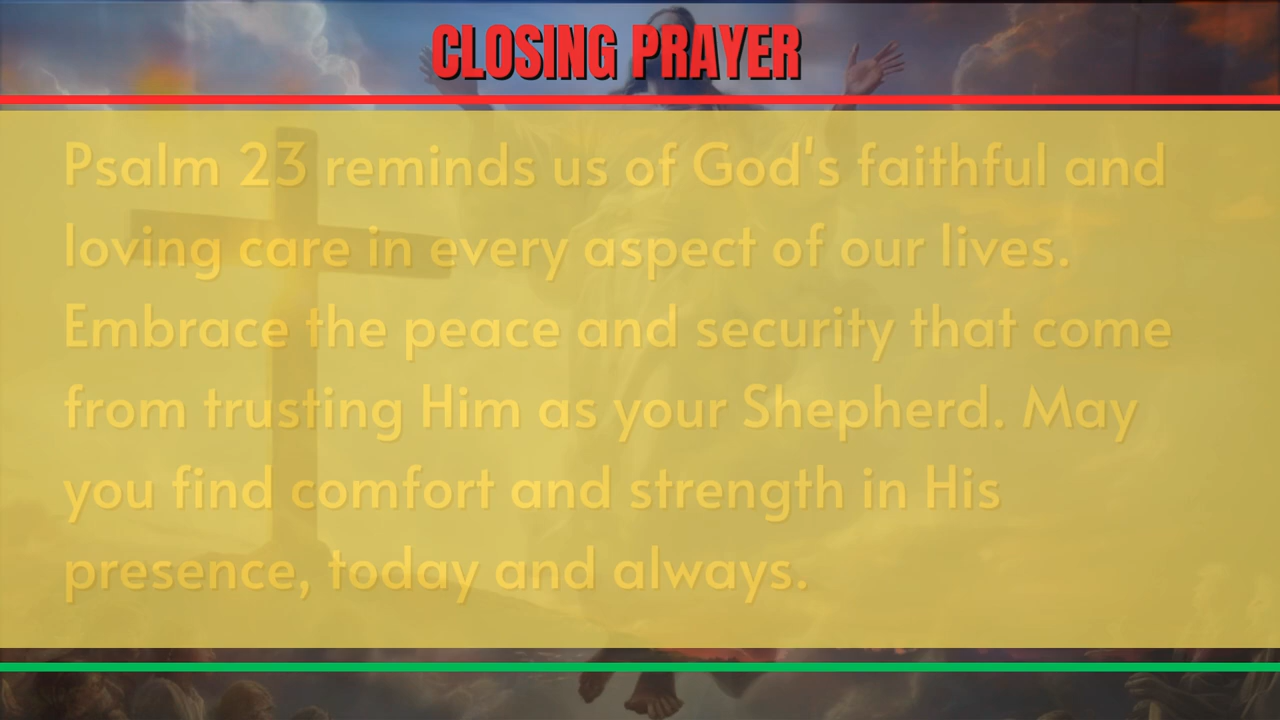 CLOSING PRAYER
Psalm 23 reminds us of God's faithful and
loving care in every aspect of our lives.
Embrace the peace and security that come
from trusting Him as your Shepherd. May
you find comfort and strength in His
presence, today and always.